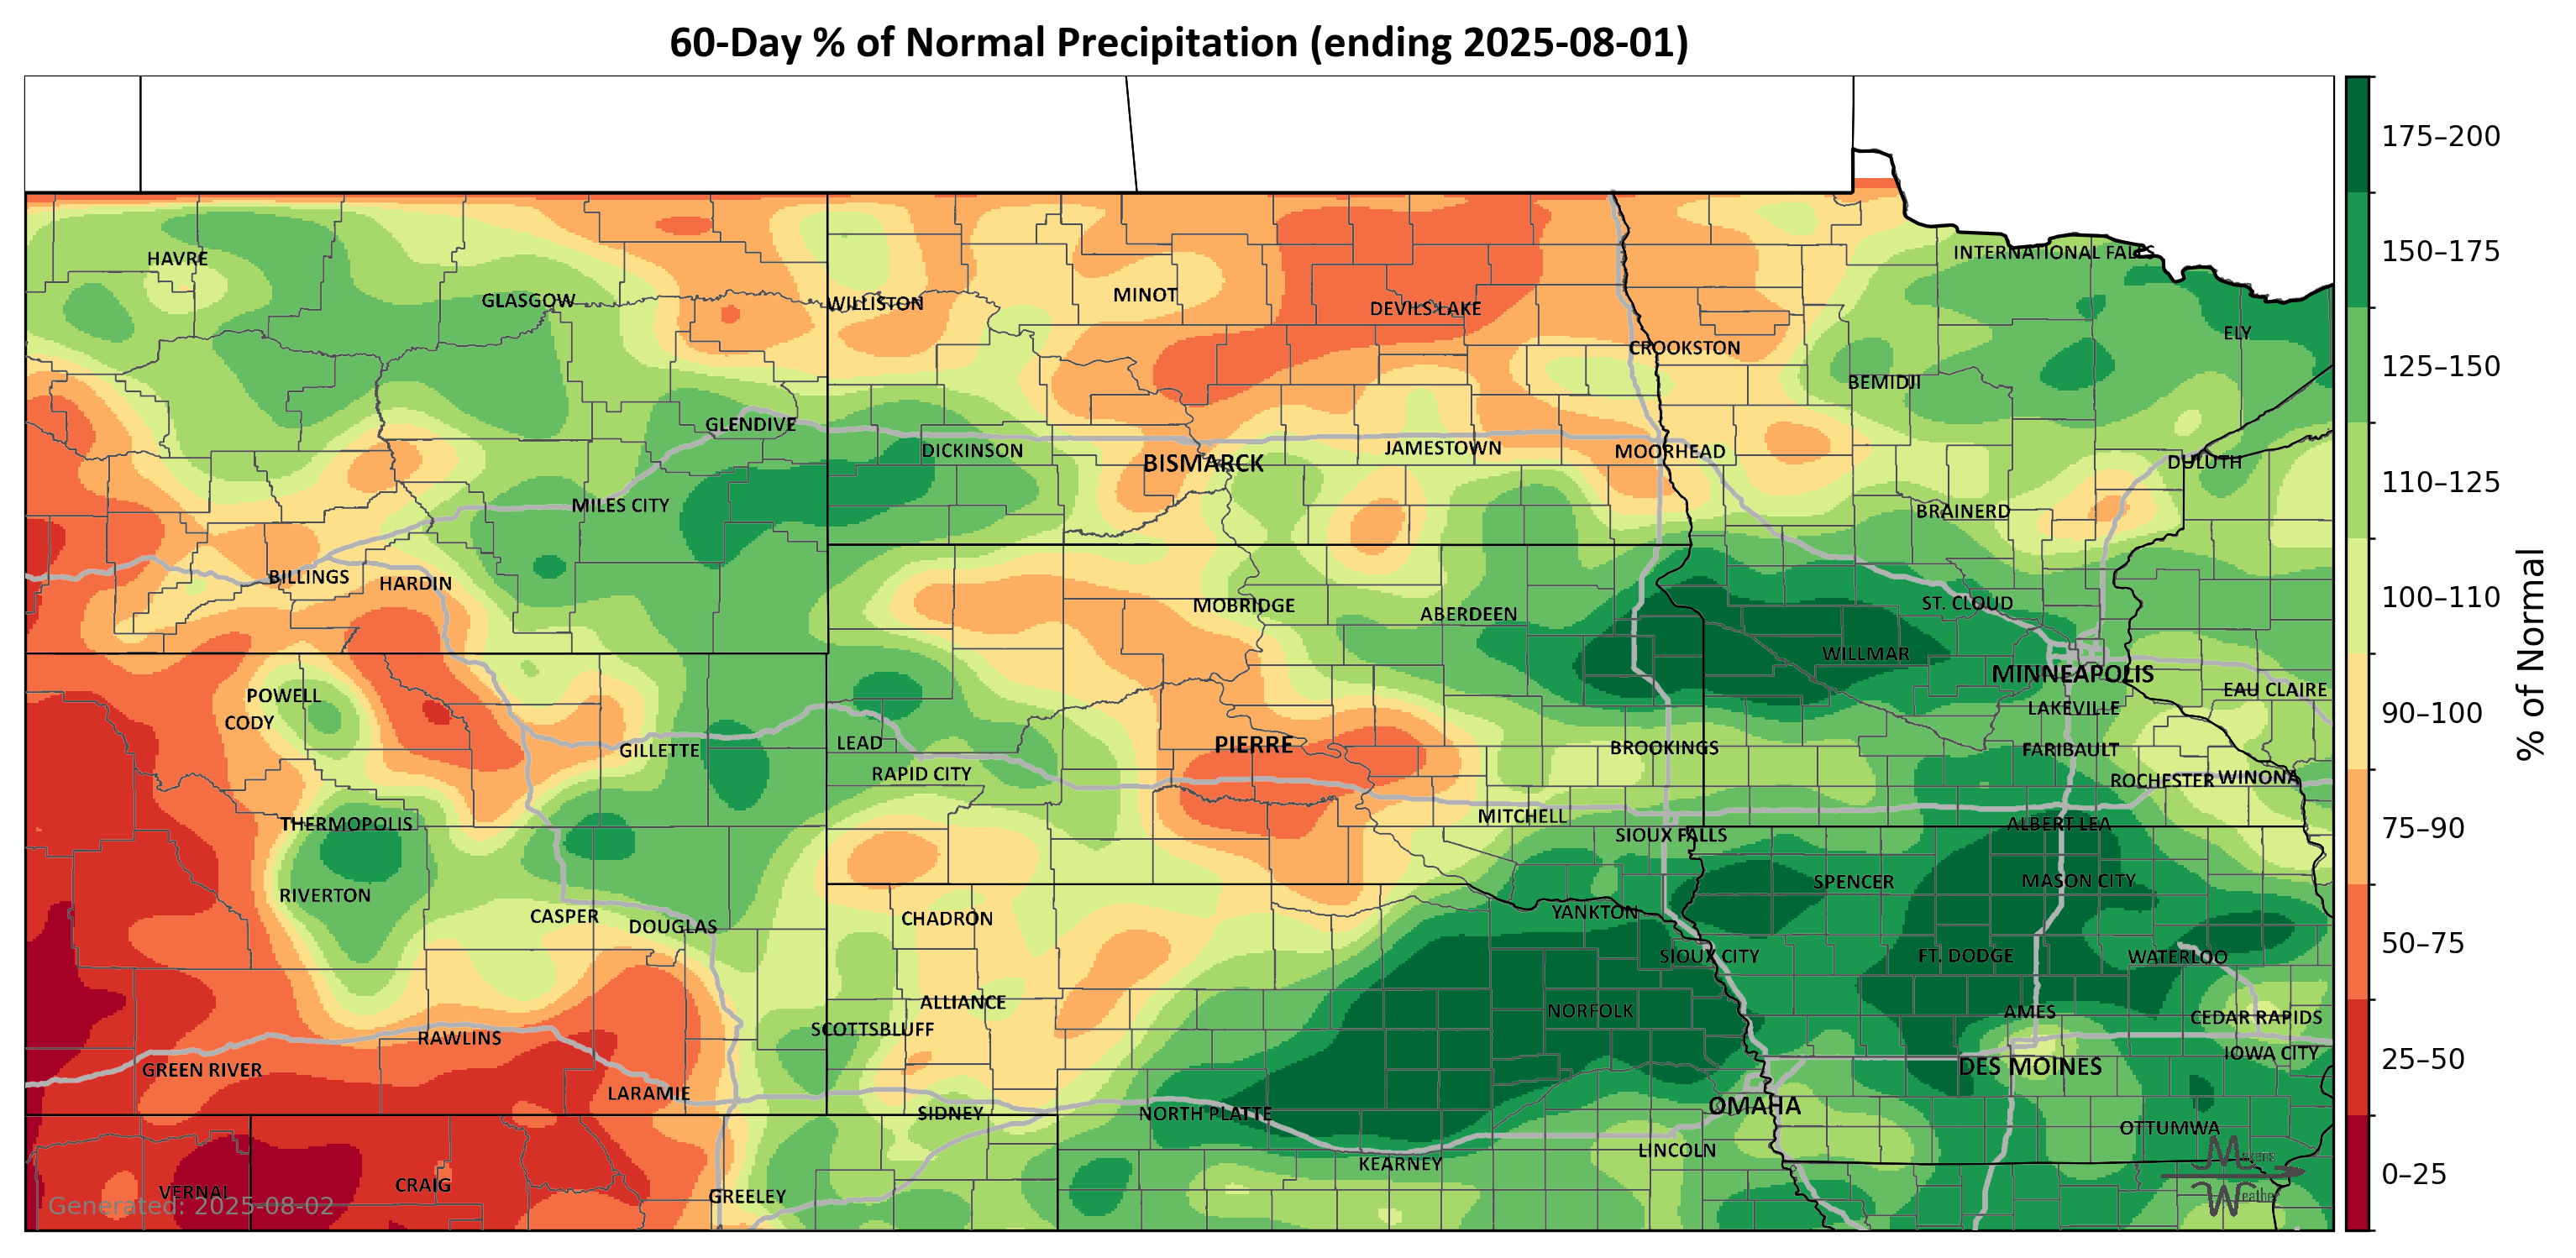 60-Day % of Normal Precipitation (ending 2025-08-01)
175–200
150–175
125–150
110–125
100–110
90–100
75–90
50–75
25–50
0–25
% of Normal
HAVRE
INTERNATIONAL FALLS
GLASGOW
WILLISTON
MINOT
DEVILS LAKE
ELY
CROOKSTON
BEMIDJI
GLENDIVE
DICKINSON
BISMARCK
JAMESTOWN
MOORHEAD
DULUTH
MILES CITY
BRAINERD
BILLINGS
HARDIN
MOBRIDGE
ABERDEEN
ST. CLOUD
WILLMAR
MINNEAPOLIS
POWELL
EAU CLAIRE
CODY
LAKEVILLE
GILLETTE
LEAD
PIERRE
BROOKINGS
FARIBAULT
RAPID CITY
ROCHESTER
WINONA
THERMOPOLIS
MITCHELL
SIOUX FALLS
ALBERT LEA
RIVERTON
SPENCER
MASON CITY
CASPER
DOUGLAS
CHADRON
YANKTON
SIOUX CITY
FT. DODGE
WATERLOO
ALLIANCE
NORFOLK
AMES
SCOTTSBLUFF
CEDAR RAPIDS
RAWLINS
IOWA CITY
GREEN RIVER
DES MOINES
LARAMIE
SIDNEY
NORTH PLATTE
OMAHA
OTTUMWA
KEARNEY
LINCOLN
VERNAL
CRAIG
GREELEY
Generated: 2025-08-02
Weather